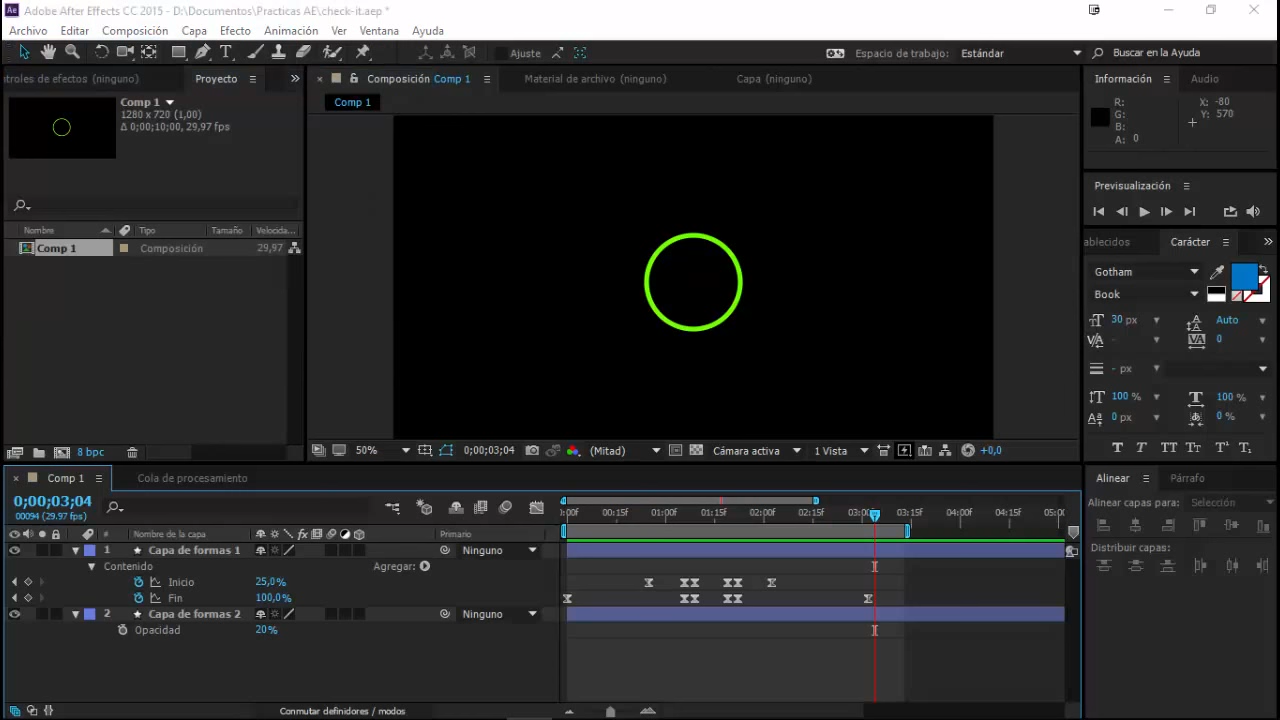 Ae Adobe After Effects CC 2015 - D:\Documentos\Practicas AE\check-it.aep *
Archivo Editar Composición Capa Efecto Animación Ver Ventana Ayuda
Ajuste
Espacio de trabajo: Estándar
Buscar en la Ayuda
ontroles de efectos (ninguno)
Proyecto
Composición Comp 1
Material de archivo (ninguno)
Capa (ninguno)
Información
Audio
Comp 1
1280 x 720 (1,00)
Δ 0;00;10;00, 29,97 fps
Comp 1
R:
G:
B:
A: 0
X: -80
Y: 570
Previsualización
Nombre Tipo Tamaño Velocida...
Comp 1 Composición 29,97
ablecidos Carácter
Gotham
Book
30 px Auto
0
- px
100 % 100 %
0 px 0 %
T T TT Tт T¹ T₁
8 bpc
50% 0;00;03;04 (Mitad) Cámara activa 1 Vista +0,0
Comp 1
Cola de procesamiento
0;00;03;04
00094 (29.97 fps)
:00f 00:15f 01:00f 01:15f 02:00f 02:15f 03:00f 03:15f 04:00f 04:15f 05:0
# Nombre de la capa fx Primario
1 Capa de formas 1 Ninguno
Contenido Agregar:
Inicio 25,0%
Fin 100,0%
2 Capa de formas 2 Ninguno
Opacidad 20%
Conmutar definidores / modos
Alinear
Párrafo
Alinear capas para: Selección
Distribuir capas: